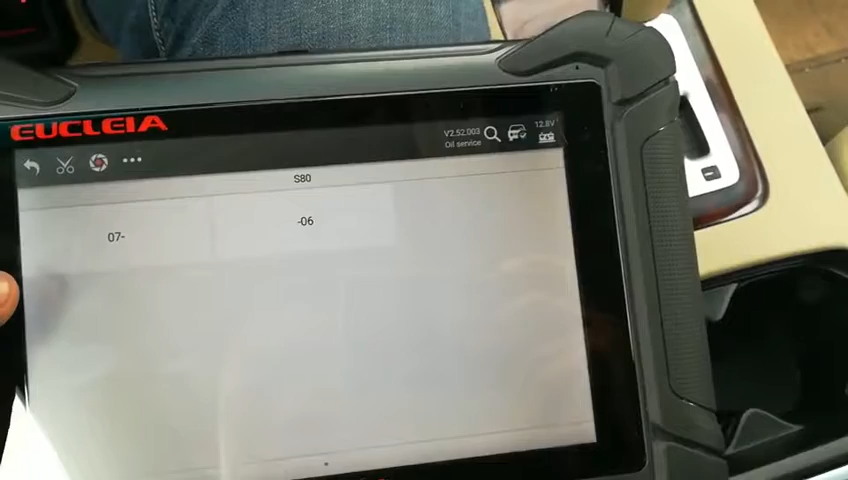 EUCLEIA
V2.52.003
Oil service
12.8V
S80
07-
-06